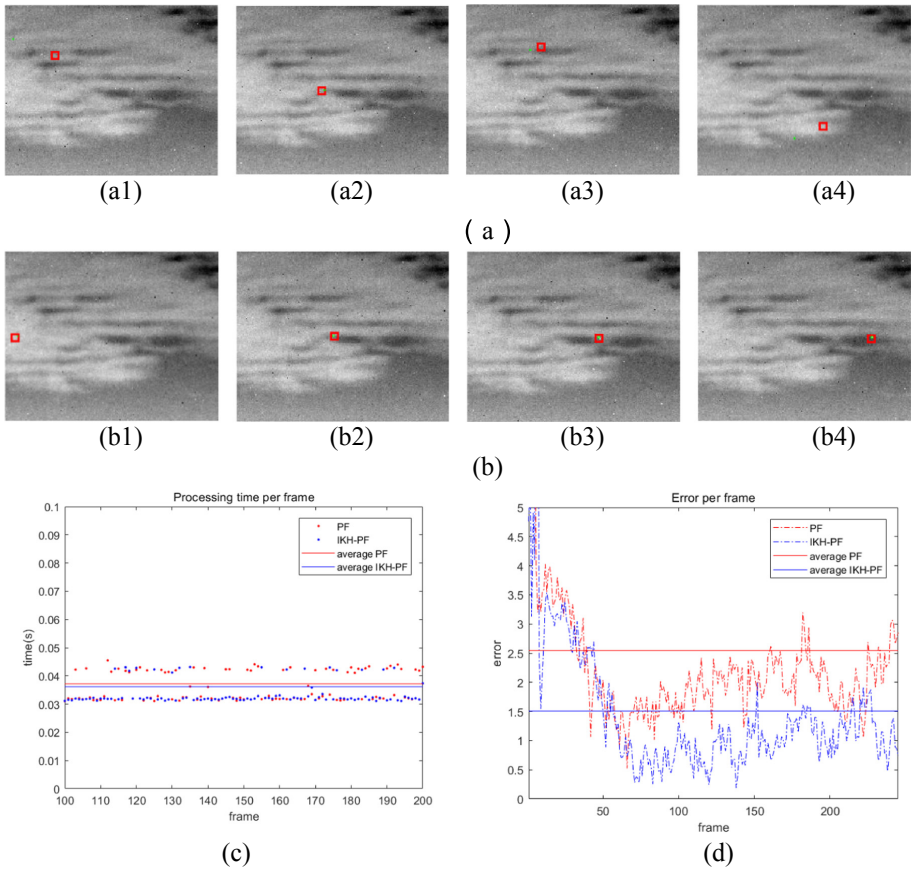 (a1) (a2) (a3) (a4)
( a )
(b1) (b2) (b3) (b4)
(b)
Processing time per frame
PF
IKH-PF
average PF
average IKH-PF
time(s)
0.1
0.09
0.08
0.07
0.06
0.05
0.04
0.03
0.02
0.01
0
100 110 120 130 140 150 160 170 180 190 200
frame
(c)
Error per frame
PF
IKH-PF
average PF
average IKH-PF
error
5
4.5
4
3.5
3
2.5
2
1.5
1
0.5
0
50 100 150 200
frame
(d)